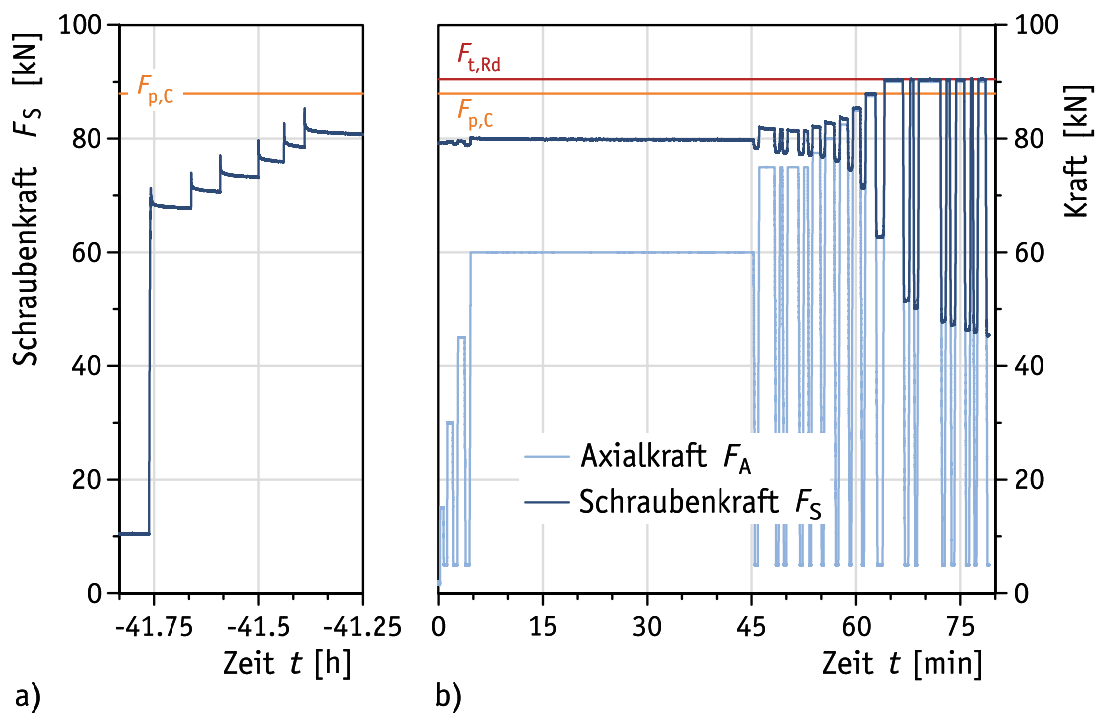 Schraubenkraft F_S [kN]
100
80
60
40
20
0
F_p,C
-41.75
-41.5
-41.25
Zeit t [h]
a)
F_t,Rd
F_p,C
Axialkraft F_A
Schraubenkraft F_S
0
15
30
45
60
75
Zeit t [min]
b)
100
80
60
40
20
0
Kraft [kN]